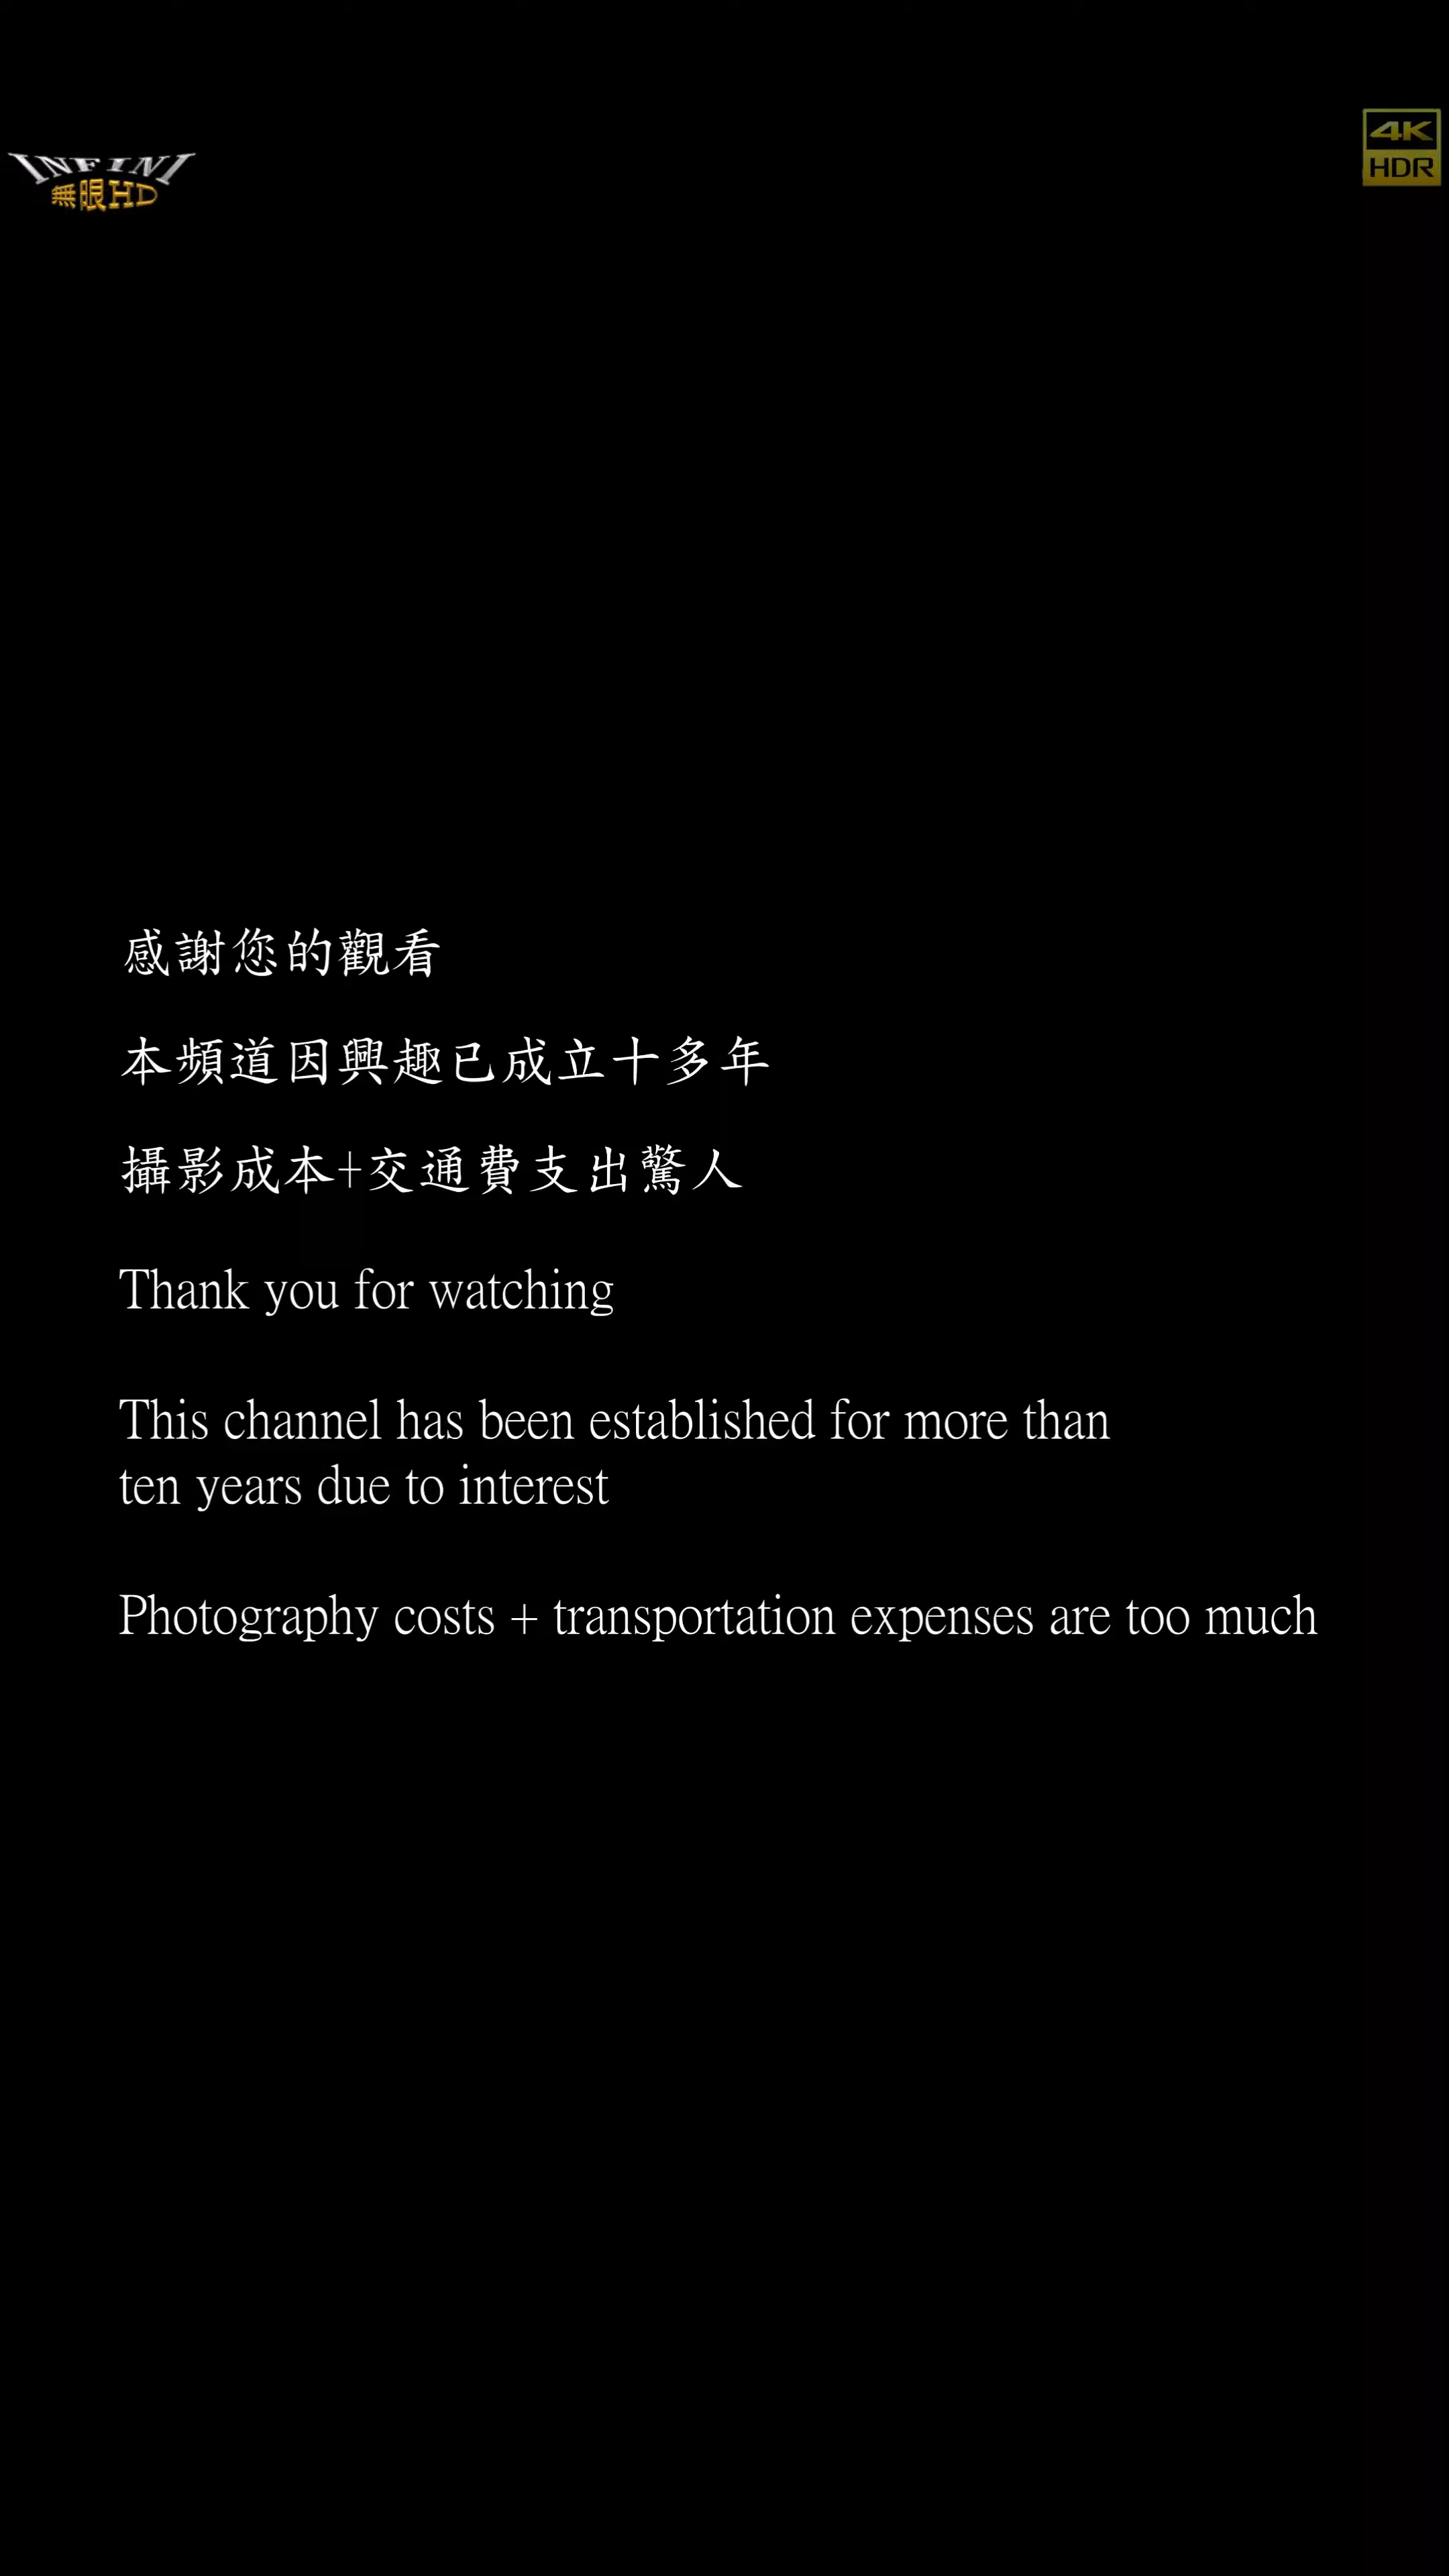 INFINI
無限HD
4K
HDR
感謝您的觀看
本頻道因興趣已成立十多年
攝影成本+交通費支出驚人
Thank you for watching
This channel has been established for more than
ten years due to interest
Photography costs + transportation expenses are too much